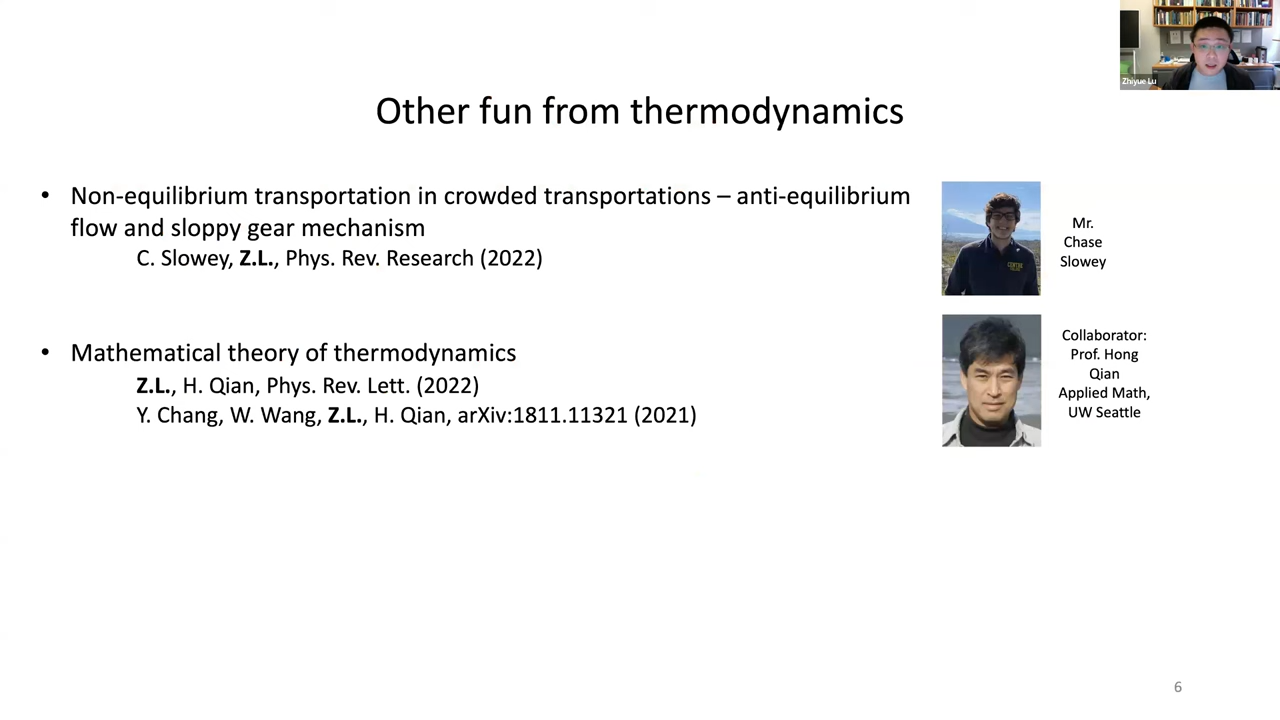 Zhiyue Lu
Other fun from thermodynamics
• Non-equilibrium transportation in crowded transportations – anti-equilibrium
flow and sloppy gear mechanism
C. Slowey, Z.L., Phys. Rev. Research (2022)
Mr.
Chase
Slowey
• Mathematical theory of thermodynamics
Z.L., H. Qian, Phys. Rev. Lett. (2022)
Y. Chang, W. Wang, Z.L., H. Qian, arXiv:1811.11321 (2021)
Collaborator:
Prof. Hong
Qian
Applied Math,
UW Seattle
6